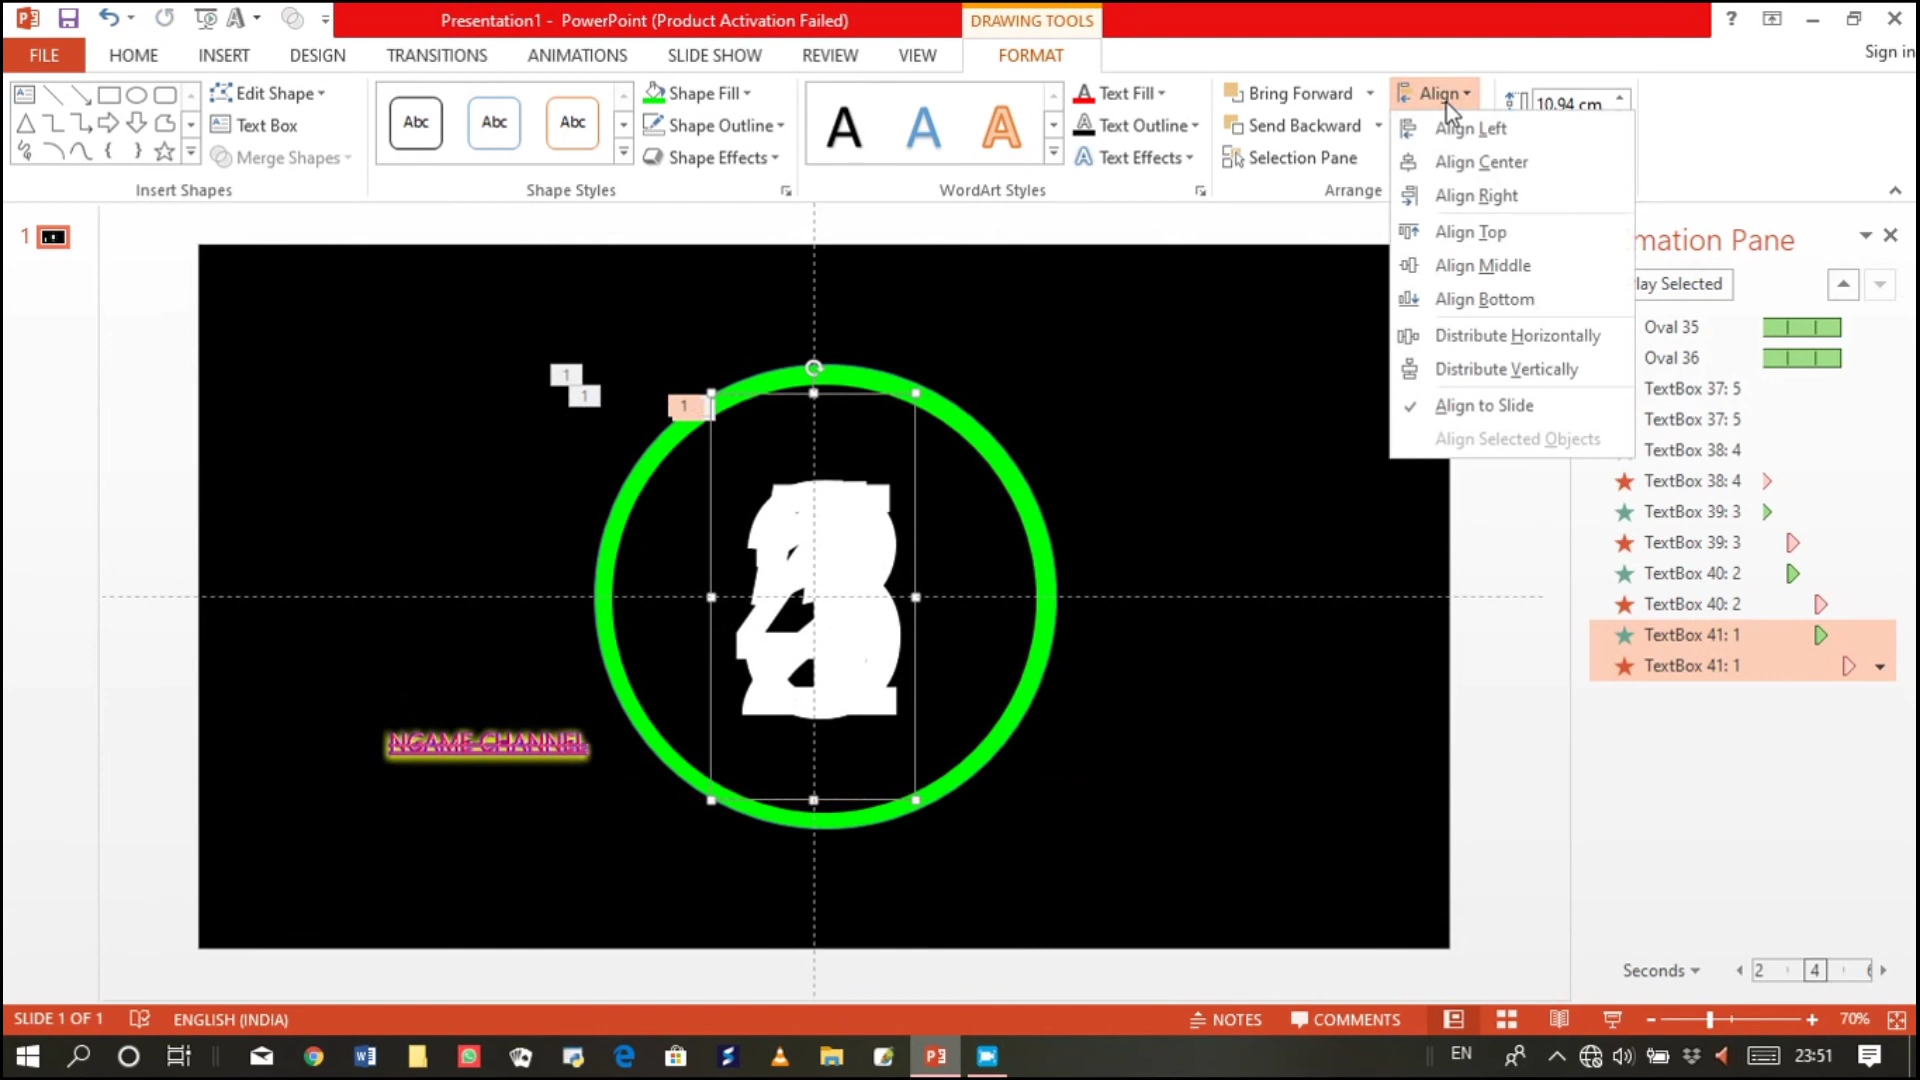 Presentation1 - PowerPoint (Product Activation Failed)
DRAWING TOOLS
?
FILE
HOME
INSERT
DESIGN
TRANSITIONS
ANIMATIONS
SLIDE SHOW
REVIEW
VIEW
FORMAT
Sign in
Edit Shape
Text Box
Merge Shapes
Insert Shapes
Abc
Abc
Abc
Shape Fill
Shape Outline
Shape Effects
Shape Styles
A
A
A
Text Fill
Text Outline
Text Effects
WordArt Styles
Bring Forward
Send Backward
Selection Pane
Arrange
Align
10.94 cm
Align Left
Align Center
Align Right
Align Top
Align Middle
Align Bottom
Distribute Horizontally
Distribute Vertically
Align to Slide
Align Selected Objects
1
1
1
1
NGAME CHANNEL
mation Pane
lay Selected
Oval 35
Oval 36
TextBox 37: 5
TextBox 37: 5
TextBox 38: 4
TextBox 38: 4
TextBox 39: 3
TextBox 39: 3
TextBox 40: 2
TextBox 40: 2
TextBox 41: 1
TextBox 41: 1
Seconds
2
4
SLIDE 1 OF 1
ENGLISH (INDIA)
NOTES
COMMENTS
70%
EN
23:51